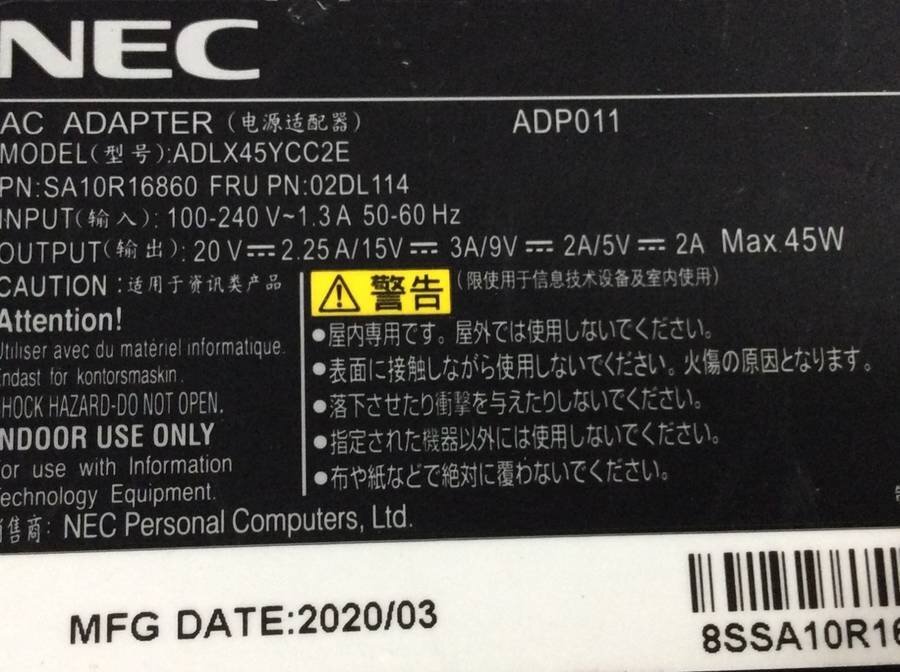 NEC
AC ADAPTER (电源适配器) ADP011
MODEL(型号):ADLX45YCC2E
PN:SA10R16860 FRU PN:02DL114
INPUT(输入): 100-240 V~1.3 A 50-60 Hz
OUTPUT(输出): 20 V⎓2.25 A/15V ⎓ 3A/9V ⎓ 2A/5V ⎓ 2A Max.45W
CAUTION :适用于资讯类产品
Attention!
Utiliser avec du matériel informatique.
Endast för kontorsmaskin.
SHOCK HAZARD-DO NOT OPEN.
INDOOR USE ONLY
For use with Information
Technology Equipment.
⚠警告 (限使用于信息技术设备及室内使用)
●屋内専用です。屋外では使用しないでください。
●表面に接触しながら使用しないでください。火傷の原因となります。
●落下させたり衝撃を与えたりしないでください。
●指定された機器以外には使用しないでください。
●布や紙などで絶対に覆わないでください。
销售商: NEC Personal Computers, Ltd.
MFG DATE:2020/03
8SSA10R16